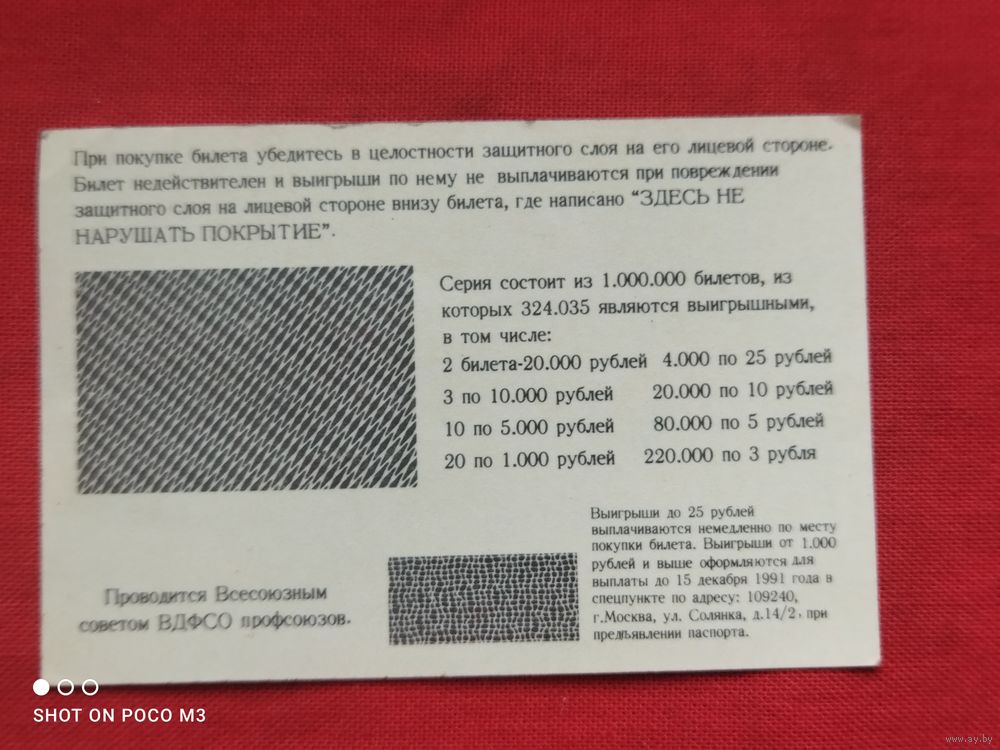 При покупке билета убедитесь в целостности защитного слоя на его лицевой стороне.
Билет недействителен и выигрыши по нему не выплачиваются при повреждении
защитного слоя на лицевой стороне внизу билета, где написано “ЗДЕСЬ НЕ
НАРУШАТЬ ПОКРЫТИЕ”.
Серия состоит из 1.000.000 билетов, из
которых 324.035 являются выигрышными,
в том числе:
2 билета-20.000 рублей 4.000 по 25 рублей
3 по 10.000 рублей 20.000 по 10 рублей
10 по 5.000 рублей 80.000 по 5 рублей
20 по 1.000 рублей 220.000 по 3 рубля
Выигрыши до 25 рублей
выплачиваются немедленно по месту
покупки билета. Выигрыши от 1.000
рублей и выше оформляются для
выплаты до 15 декабря 1991 года в
спецпункте по адресу: 109240,
г.Москва, ул. Солянка, д.14/2, при
предъявлении паспорта.
Проводится Всесоюзным
советом ВДФСО профсоюзов.
SHOT ON POCO M3
www.ay.by